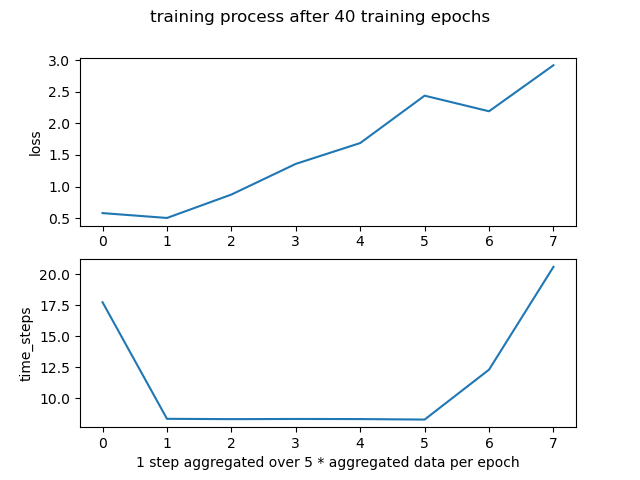 training process after 40 training epochs
3.0
2.5
2.0
1.5
1.0
0.5
loss
0 1 2 3 4 5 6 7
20.0
17.5
15.0
12.5
10.0
time_steps
0 1 2 3 4 5 6 7
1 step aggregated over 5 * aggregated data per epoch